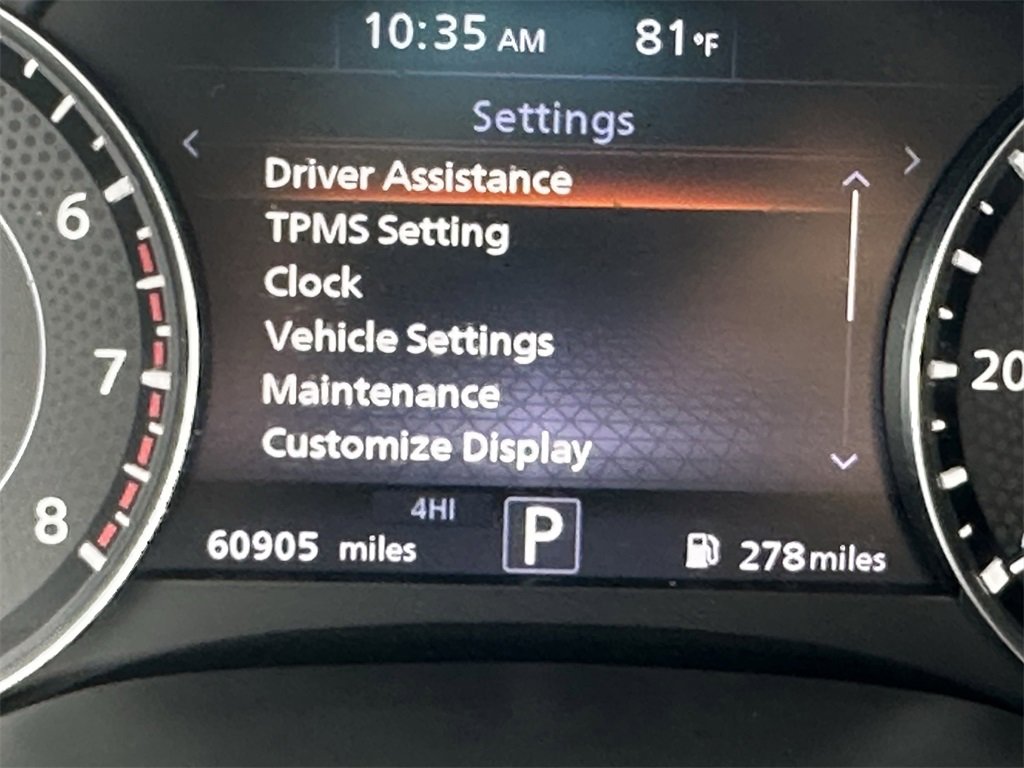 10:35 AM 81°F
Settings
Driver Assistance
TPMS Setting
Clock
Vehicle Settings
Maintenance
Customize Display
4HI
P
60905 miles
278 miles
6
7
8
20